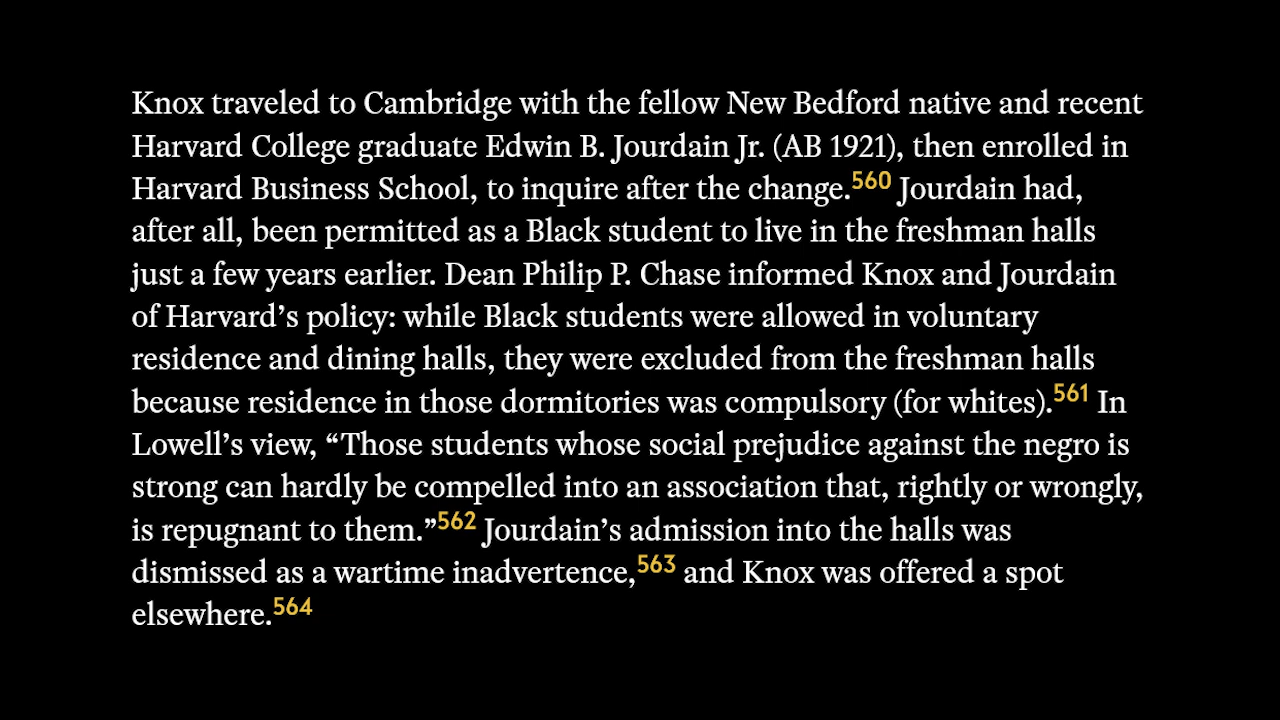 Knox traveled to Cambridge with the fellow New Bedford native and recent
Harvard College graduate Edwin B. Jourdain Jr. (AB 1921), then enrolled in
Harvard Business School, to inquire after the change.560 Jourdain had,
after all, been permitted as a Black student to live in the freshman halls
just a few years earlier. Dean Philip P. Chase informed Knox and Jourdain
of Harvard’s policy: while Black students were allowed in voluntary
residence and dining halls, they were excluded from the freshman halls
because residence in those dormitories was compulsory (for whites).561 In
Lowell’s view, “Those students whose social prejudice against the negro is
strong can hardly be compelled into an association that, rightly or wrongly,
is repugnant to them.”562 Jourdain’s admission into the halls was
dismissed as a wartime inadvertence,563 and Knox was offered a spot
elsewhere.564